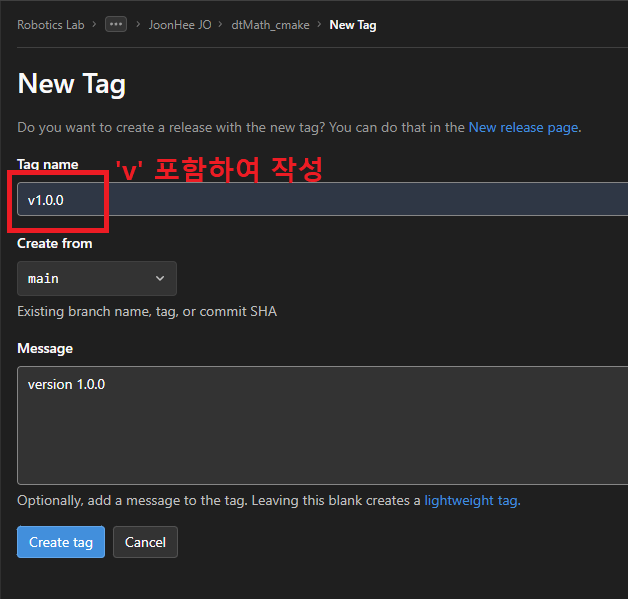 Robotics Lab > ••• > JoonHee JO > dtMath_cmake > New Tag
New Tag
Do you want to create a release with the new tag? You can do that in the New release page.
Tag name
'v' 포함하여 작성
v1.0.0
Create from
main
Existing branch name, tag, or commit SHA
Message
version 1.0.0
Optionally, add a message to the tag. Leaving this blank creates a lightweight tag.
Create tag Cancel